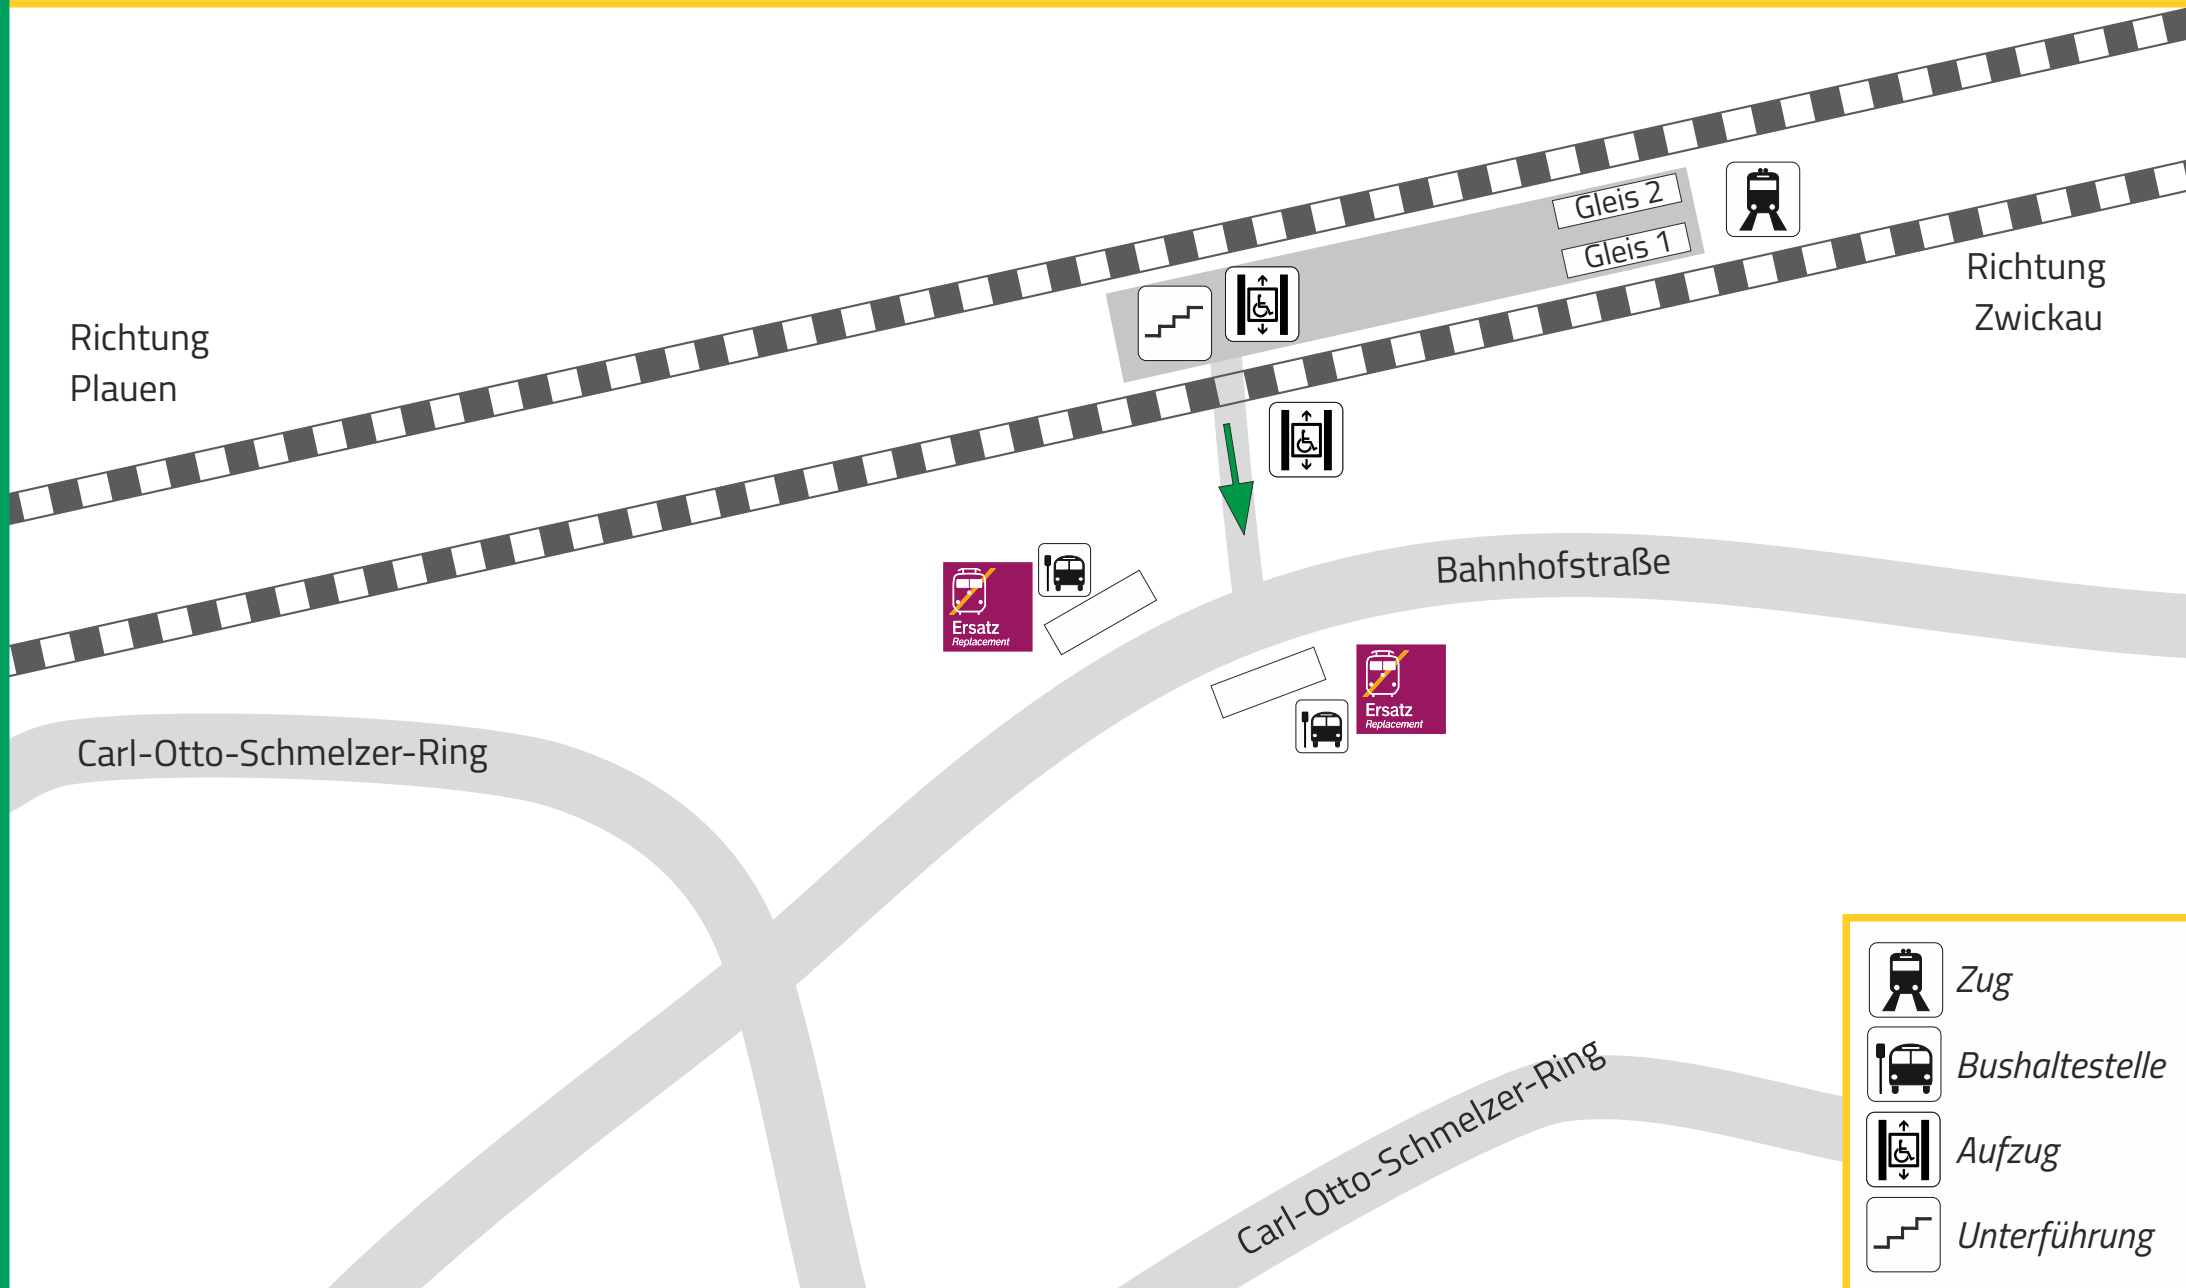 Gleis 2
Gleis 1
Richtung
Zwickau
Richtung
Plauen
Bahnhofstraße
Ersatz
Replacement
Ersatz
Replacement
Carl-Otto-Schmelzer-Ring
Carl-Otto-Schmelzer-Ring
Zug
Bushaltestelle
Aufzug
Unterführung